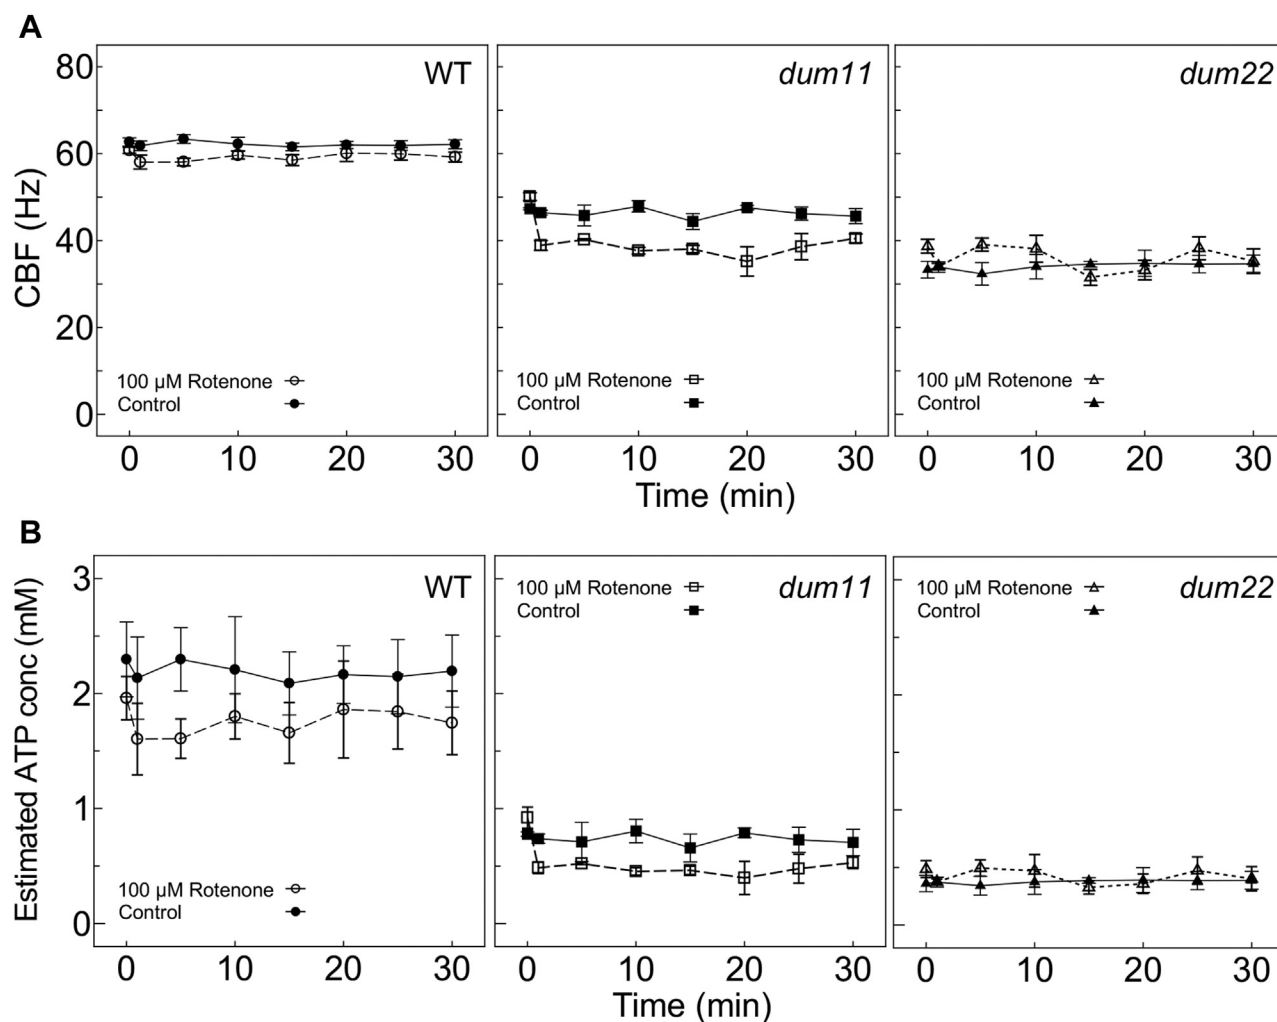 A
CBF (Hz)
80
60
40
20
0
WT
100 μM Rotenone
Control
0 10 20 30
dum11
100 μM Rotenone
Control
0 10 20 30
dum22
100 μM Rotenone
Control
0 10 20 30
Time (min)
B
Estimated ATP conc (mM)
3
2
1
0
WT
100 μM Rotenone
Control
0 10 20 30
100 μM Rotenone
Control
dum11
0 10 20 30
100 μM Rotenone
Control
dum22
0 10 20 30
Time (min)